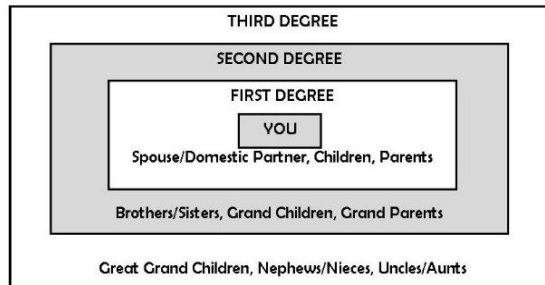 THIRD DEGREE
SECOND DEGREE
FIRST DEGREE
YOU
Spouse/Domestic Partner, Children, Parents
Brothers/Sisters, Grand Children, Grand Parents
Great Grand Children, Nephews/Nieces, Uncles/Aunts